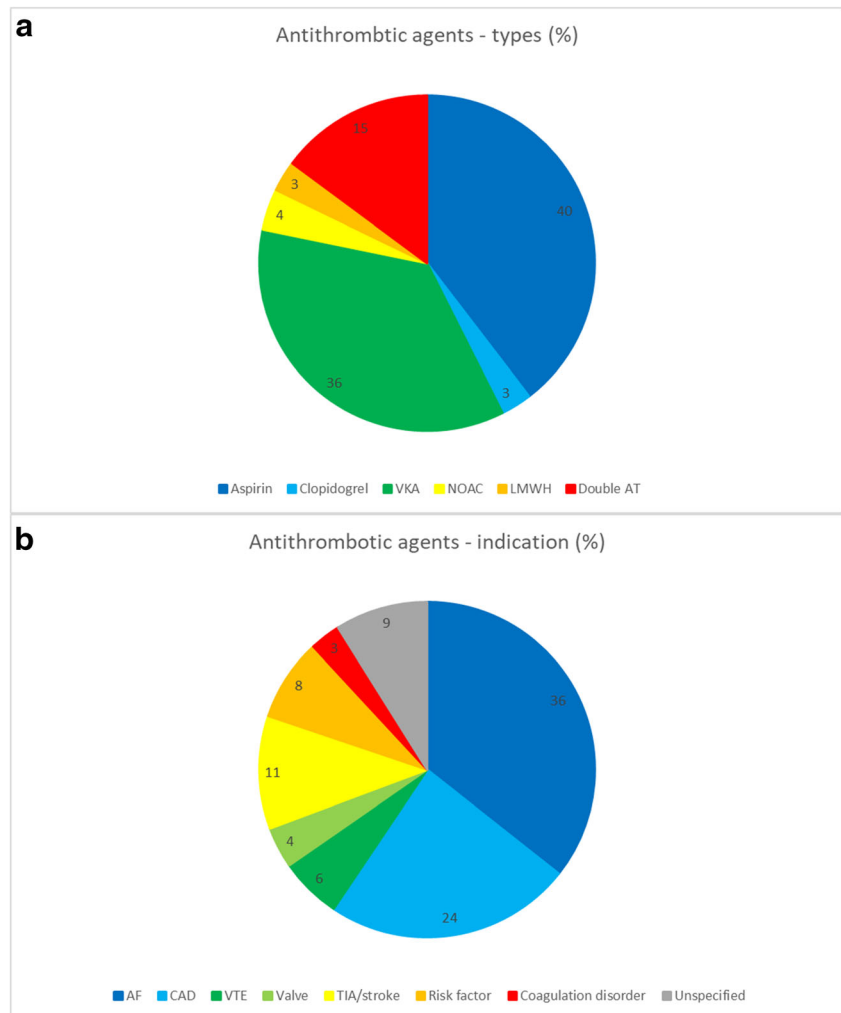 a
Antithrombtic agents - types (%)
15
3
4
40
36
3
Aspirin Clopidogrel VKA NOAC LMWH Double AT
b
Antithrombotic agents - indication (%)
9
3
8
36
11
4
6
24
AF CAD VTE Valve TIA/stroke Risk factor Coagulation disorder Unspecified